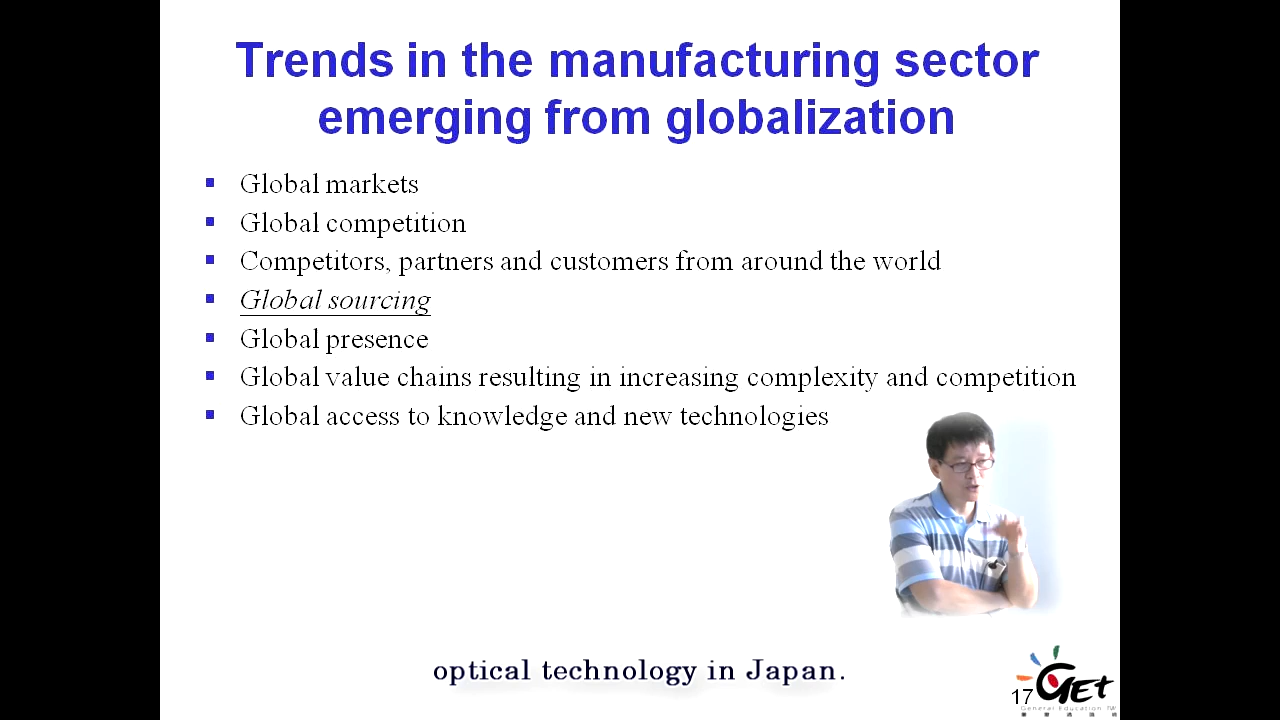 Trends in the manufacturing sector
emerging from globalization
Global markets
Global competition
Competitors, partners and customers from around the world
Global sourcing
Global presence
Global value chains resulting in increasing complexity and competition
Global access to knowledge and new technologies
optical technology in Japan.
17
GET
General Education TW